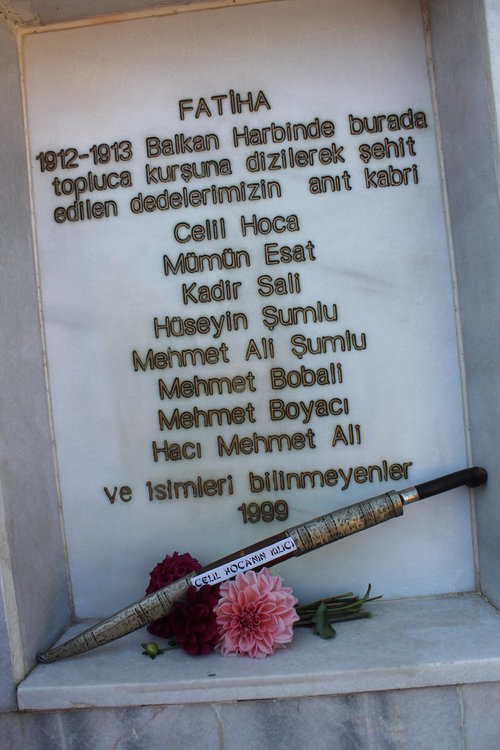 FATİHA
1912-1913 Balkan Harbinde burada
topluca kurşuna dizilerek şehit
edilen dedelerimizin anıt kabri
Celil Hoca
Mümün Esat
Kadir Sali
Hüseyin Şumlu
Mehmet Ali Şumlu
Mehmet Bobali
Mehmet Boyacı
Hacı Mehmet Ali
ve isimleri bilinmeyenler
1999
CELİL HOCA'NIN KILICI